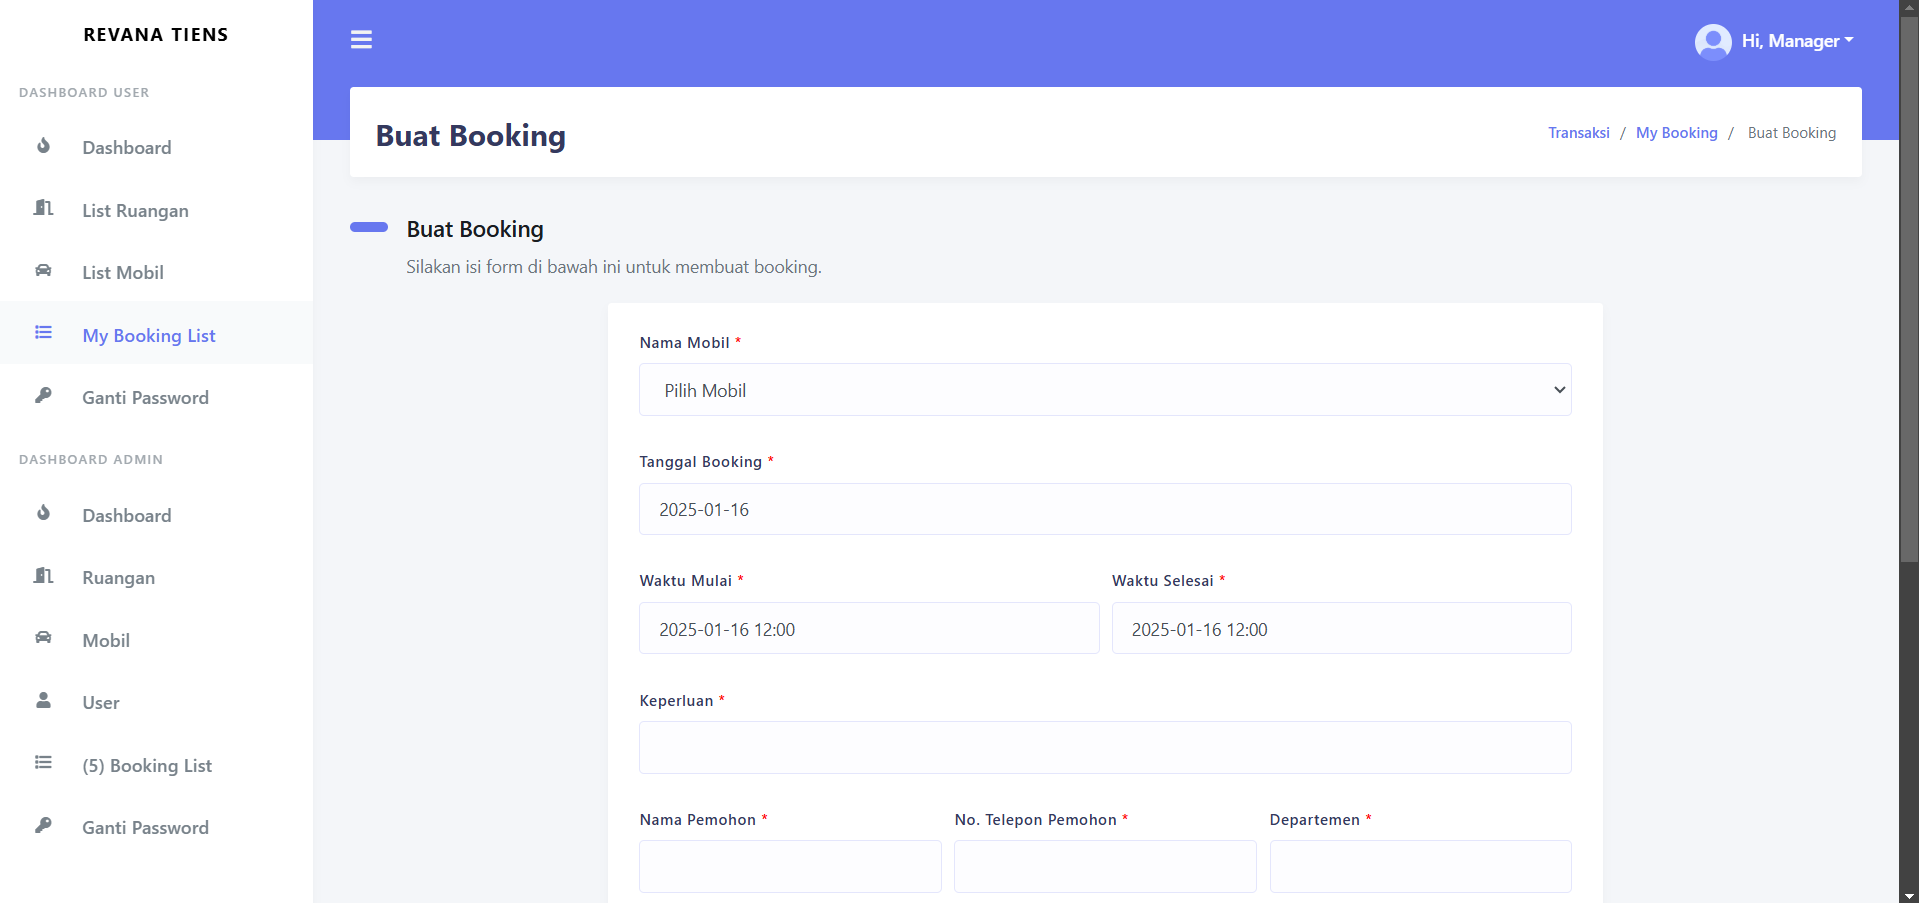 REVANA TIENS
DASHBOARD USER
Dashboard
List Ruangan
List Mobil
My Booking List
Ganti Password
DASHBOARD ADMIN
Dashboard
Ruangan
Mobil
User
(5) Booking List
Ganti Password
Hi, Manager
Buat Booking
Transaksi / My Booking / Buat Booking
Buat Booking
Silakan isi form di bawah ini untuk membuat booking.
Nama Mobil *
Pilih Mobil
Tanggal Booking *
2025-01-16
Waktu Mulai * Waktu Selesai *
2025-01-16 12:00 2025-01-16 12:00
Keperluan *
Nama Pemohon * No. Telepon Pemohon * Departemen *